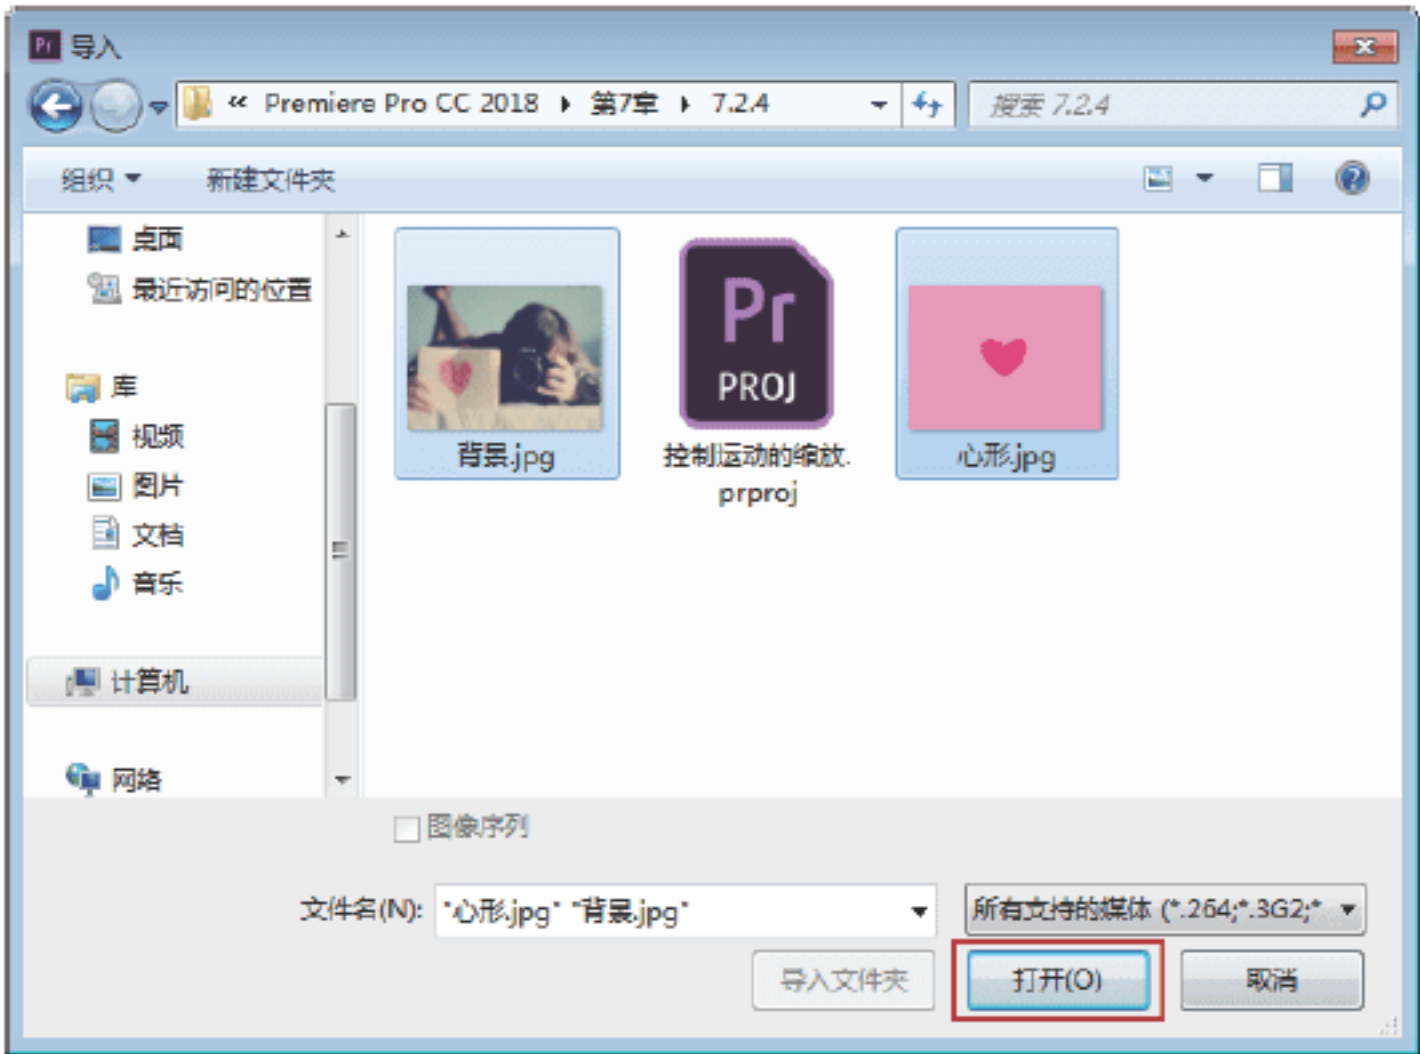 Pr 导入
« Premiere Pro CC 2018 ▶ 第7章 ▶ 7.2.4
搜索 7.2.4
组织 新建文件夹
桌面
最近访问的位置
库
视频
图片
文档
音乐
计算机
网络
背景.jpg
Pr
PROJ
控制运动的缩放.
prproj
心形.jpg
图像序列
文件名(N): "心形.jpg" "背景.jpg"
所有支持的媒体 (*.264;*.3G2;*
导入文件夹 打开(O) 取消